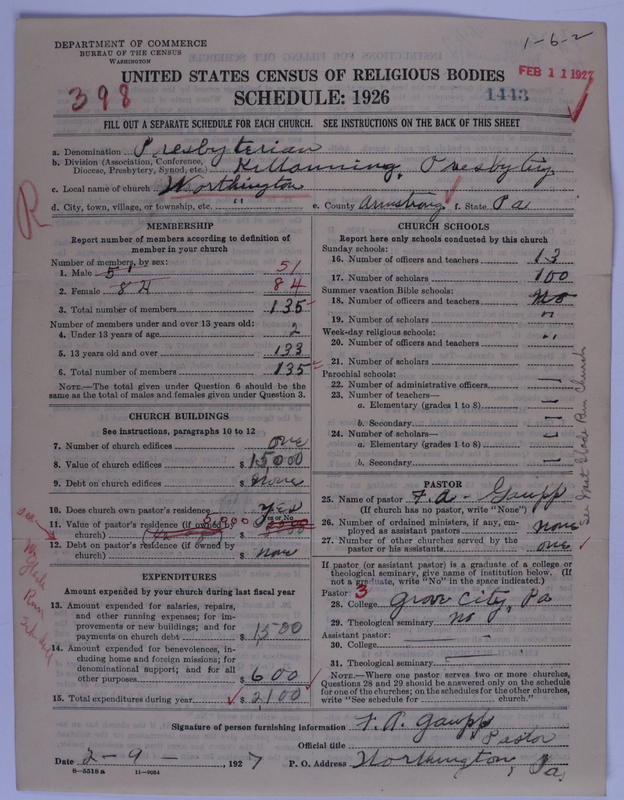 1-6-2
DEPARTMENT OF COMMERCE
BUREAU OF THE CENSUS
WASHINGTON
UNITED STATES CENSUS OF RELIGIOUS BODIES
FEB 11 1927
398
SCHEDULE: 1926
1443
FILL OUT A SEPARATE SCHEDULE FOR EACH CHURCH. SEE INSTRUCTIONS ON THE BACK OF THIS SHEET
a. Denomination Presbyterian
b. Division (Association, Conference, Diocese, Presbytery, Synod, etc.) Kittanning, Presbytery
c. Local name of church Worthington
d. City, town, village, or township, etc. "
e. County Armstrong f. State Pa
R
MEMBERSHIP
Report number of members according to definition of
member in your church
Number of members, by sex:
1. Male 51 51
2. Female 84 84
3. Total number of members 135
Number of members under and over 13 years old:
4. Under 13 years of age 2
5. 13 years old and over 133
6. Total number of members 135
NOTE.—The total given under Question 6 should be the
same as the total of males and females given under Question 3.
CHURCH BUILDINGS
See instructions, paragraphs 10 to 12
7. Number of church edifices one
8. Value of church edifices $ 15000
9. Debt on church edifices $ None
10. Does church own pastor's residence Yes
Yes or No
11. Value of pastor's residence (if owned by
church) $
12. Debt on pastor's residence (if owned by
church) $ none
EXPENDITURES
Amount expended by your church during last fiscal year
13. Amount expended for salaries, repairs,
and other running expenses; for im-
provements or new buildings; and for
payments on church debt $ 1500
14. Amount expended for benevolences, in-
cluding home and foreign missions; for
denominational support; and for all
other purposes $ 600
15. Total expenditures during year $ 2,100
CHURCH SCHOOLS
Report here only schools conducted by this church
Sunday schools:
16. Number of officers and teachers 13
17. Number of scholars 100
Summer vacation Bible schools:
18. Number of officers and teachers No
19. Number of scholars "
Week-day religious schools:
20. Number of officers and teachers "
21. Number of scholars
Parochial schools:
22. Number of administrative officers
23. Number of teachers—
a. Elementary (grades 1 to 8)
b. Secondary
24. Number of scholars—
a. Elementary (grades 1 to 8)
b. Secondary
PASTOR
25. Name of pastor F. A. Gaupp
(If church has no pastor, write "None")
26. Number of ordained ministers, if any, em-
ployed as assistant pastors none
27. Number of other churches served by the
pastor or his assistants one
If pastor (or assistant pastor) is a graduate of a college or
theological seminary, give name of institution below. (If
not a graduate, write "No" in the space indicated.)
Pastor: 3
28. College Grove City, Pa
29. Theological seminary no
Assistant pastor:
30. College
31. Theological seminary
NOTE.—Where one pastor serves two or more churches,
Questions 28 and 29 should be answered only on the schedule
for one of the churches; on the schedules for the other churches,
write "See schedule for ________ church."
Signature of person furnishing information F. A. Gaupp
Official title Pastor
Date 2-9-, 1927 P. O. Address Worthington, Pa.
8-5518a 11-9054